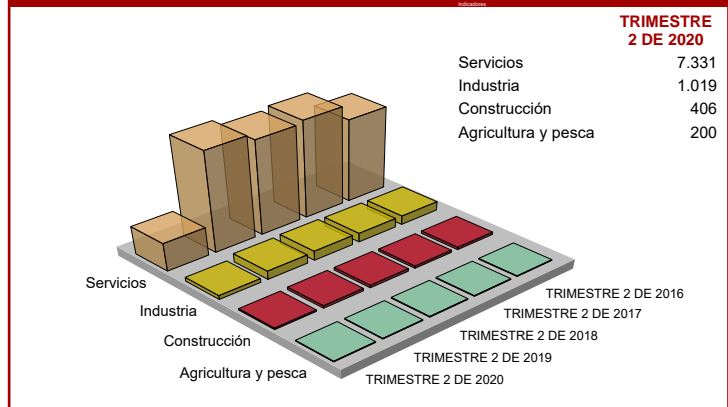 Indicadores
TRIMESTRE
2 DE 2020
Servicios 7.331
Industria 1.019
Construcción 406
Agricultura y pesca 200
Servicios
Industria
Construcción
Agricultura y pesca
TRIMESTRE 2 DE 2016
TRIMESTRE 2 DE 2017
TRIMESTRE 2 DE 2018
TRIMESTRE 2 DE 2019
TRIMESTRE 2 DE 2020